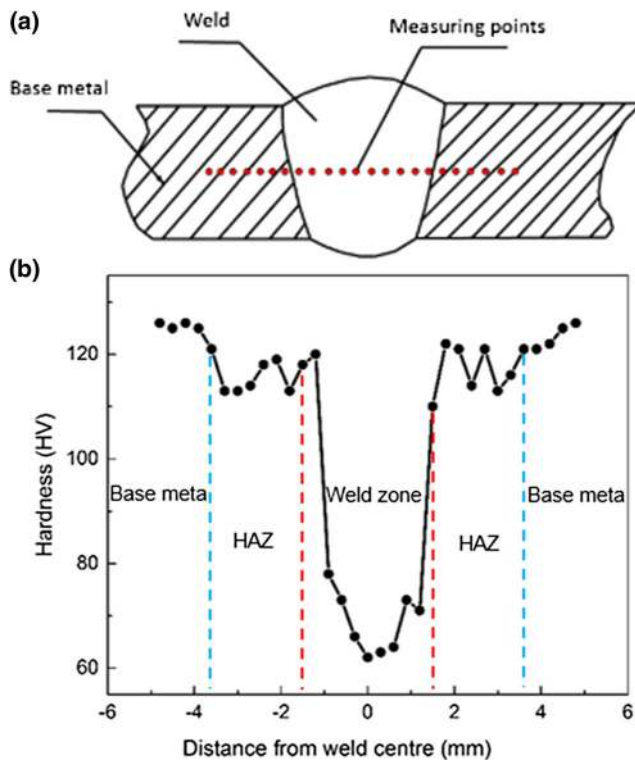 (a)
Weld
Measuring points
Base metal
(b)
Hardness (HV)
120
100
80
60
Base meta
HAZ
Weld zone
HAZ
Base meta
-6
-4
-2
0
2
4
6
Distance from weld centre (mm)